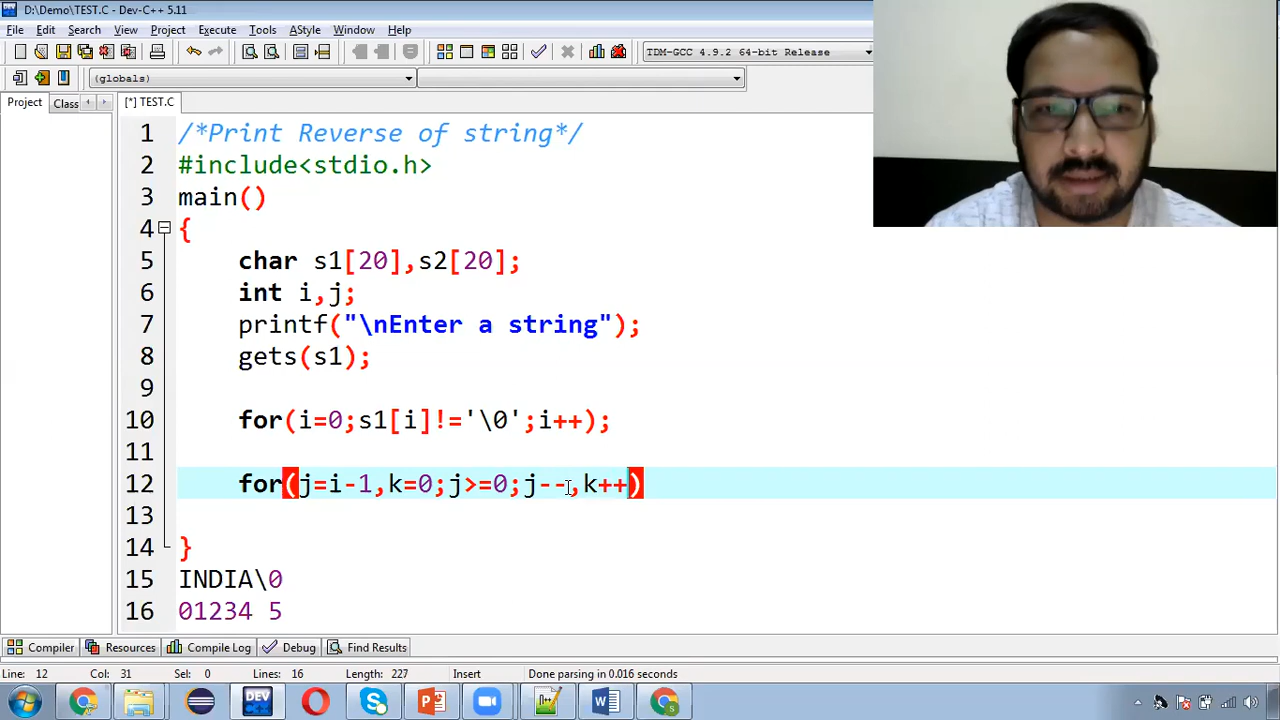 D:\Demo\TEST.C - Dev-C++ 5.11
File Edit Search View Project Execute Tools AStyle Window Help
TDM-GCC 4.9.2 64-bit Release
(globals)
Project Class [*] TEST.C
1 /*Print Reverse of string*/
2 #include<stdio.h>
3 main()
4 {
5 char s1[20],s2[20];
6 int i,j;
7 printf("\nEnter a string");
8 gets(s1);
9
10 for(i=0;s1[i]!='\0';i++);
11
12 for(j=i-1,k=0;j>=0;j--,k++)
13
14 }
15 INDIA\0
16 01234 5
Compiler Resources Compile Log Debug Find Results
Line: 12 Col: 31 Sel: 0 Lines: 16 Length: 227 Insert Done parsing in 0.016 seconds
DEV C++